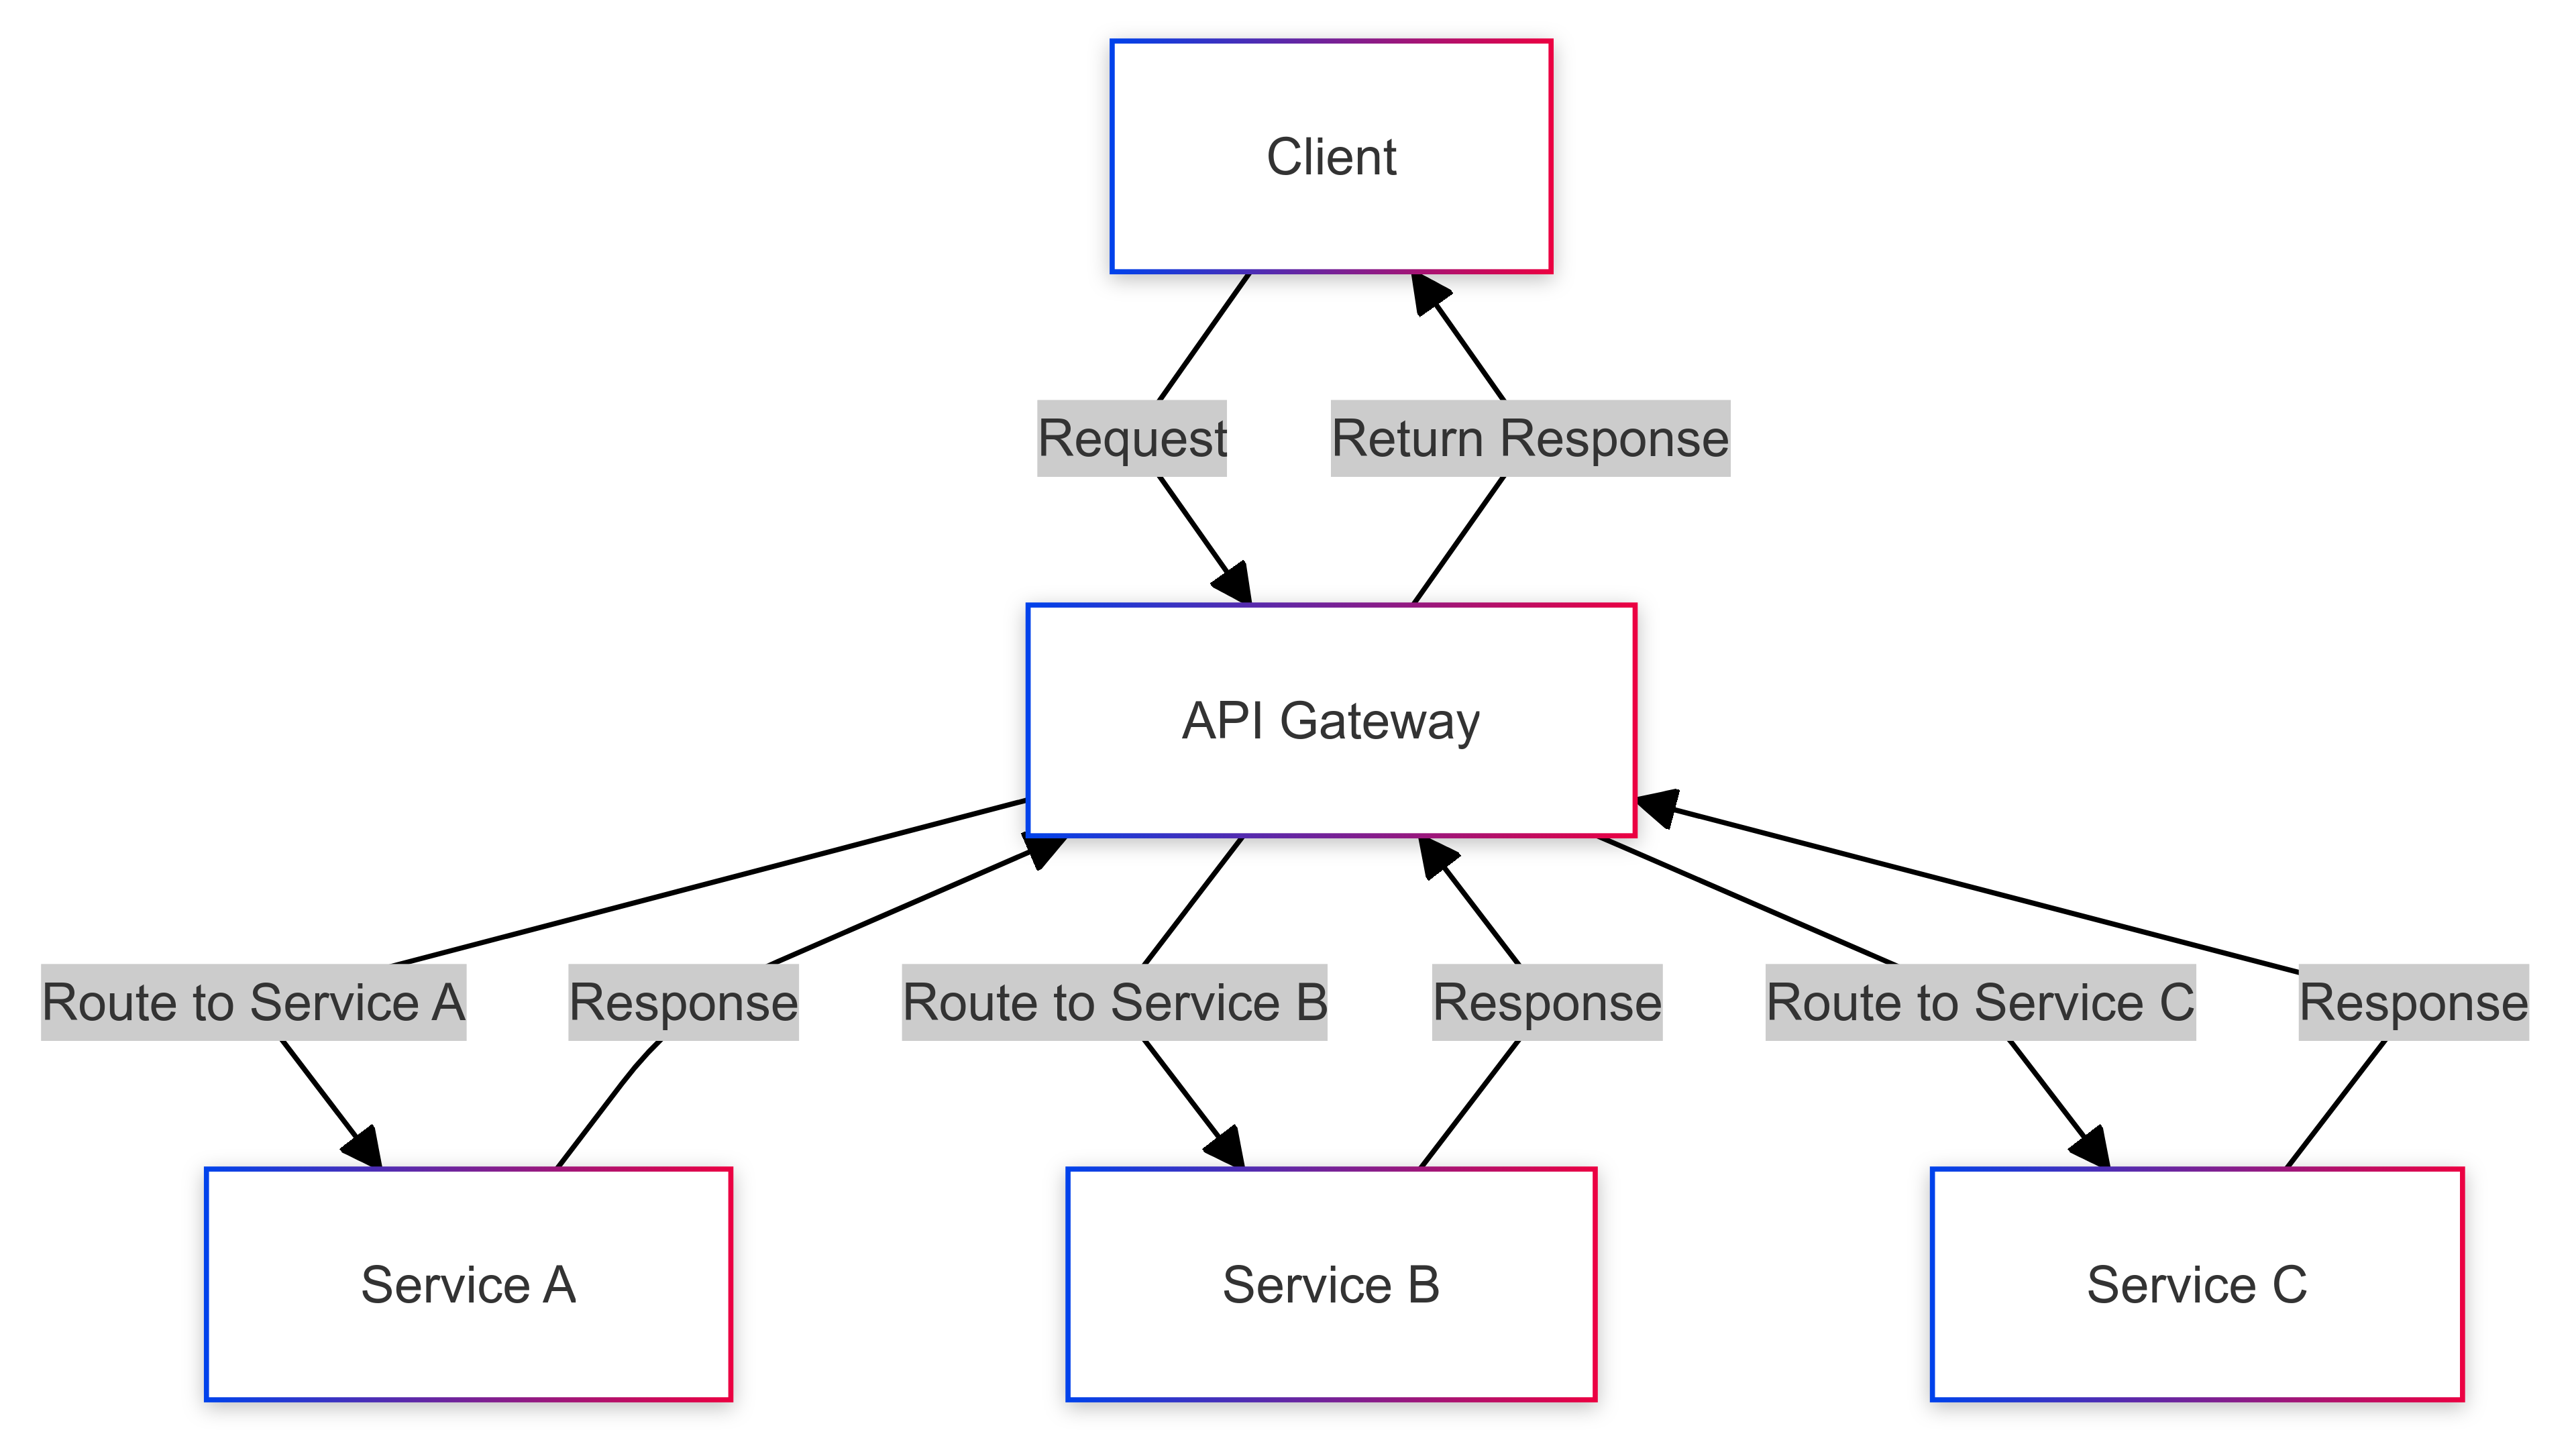 Client
Request
Return Response
API Gateway
Route to Service A
Response
Route to Service B
Response
Route to Service C
Response
Service A
Service B
Service C